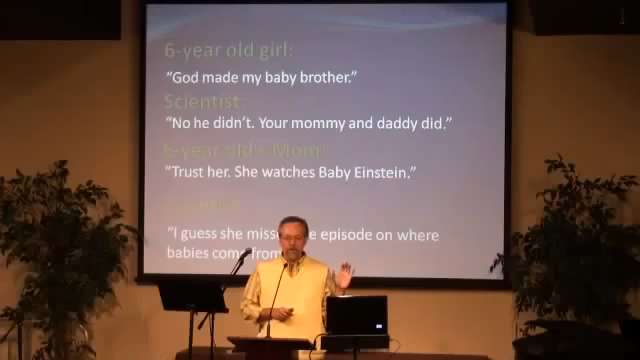 6-year old girl:
"God made my baby brother."
Scientist:
"No he didn't. Your mommy and daddy did."
6-year old's Mom:
"Trust her. She watches Baby Einstein."
"I guess she episode on where
babies come from